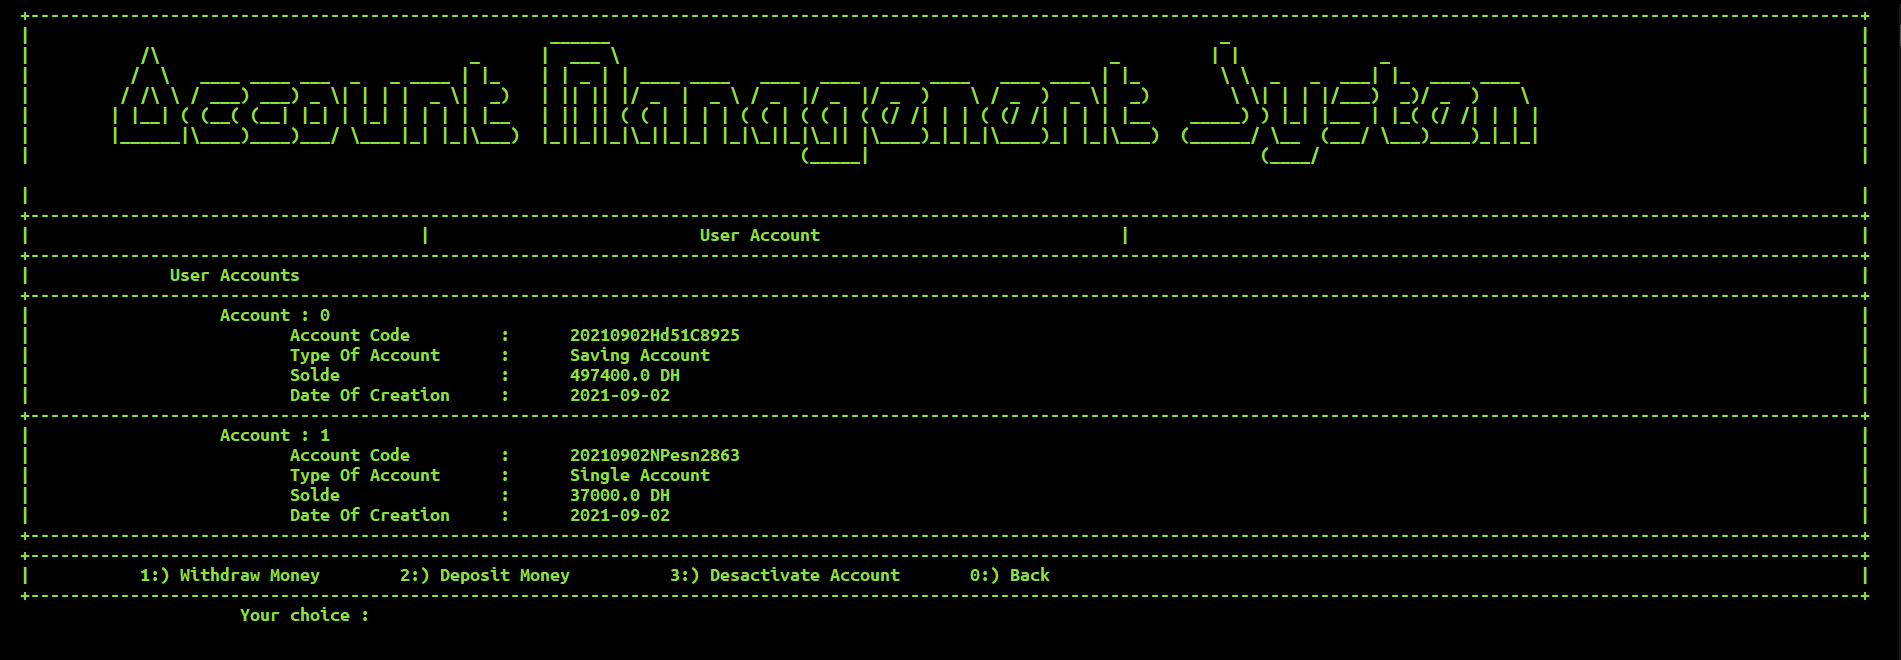 Account Management System
User Account
User Accounts
Account : 0
Account Code : 20210902Hd51C8925
Type Of Account : Saving Account
Solde : 497400.0 DH
Date Of Creation : 2021-09-02
Account : 1
Account Code : 20210902NPesn2863
Type Of Account : Single Account
Solde : 37000.0 DH
Date Of Creation : 2021-09-02
1:) Withdraw Money 2:) Deposit Money 3:) Desactivate Account 0:) Back
Your choice :